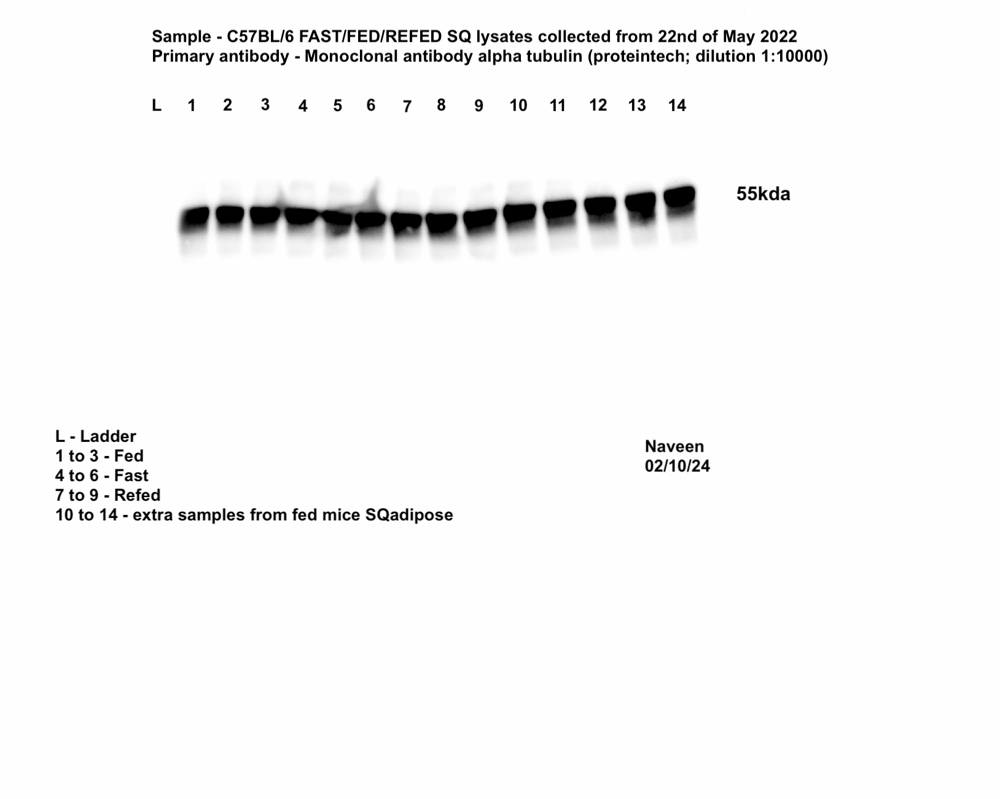 Sample - C57BL/6 FAST/FED/REFED SQ lysates collected from 22nd of May 2022
Primary antibody - Monoclonal antibody alpha tubulin (proteintech; dilution 1:10000)
L 1 2 3 4 5 6 7 8 9 10 11 12 13 14
55kda
L - Ladder
1 to 3 - Fed
4 to 6 - Fast
7 to 9 - Refed
10 to 14 - extra samples from fed mice SQadipose
Naveen
02/10/24